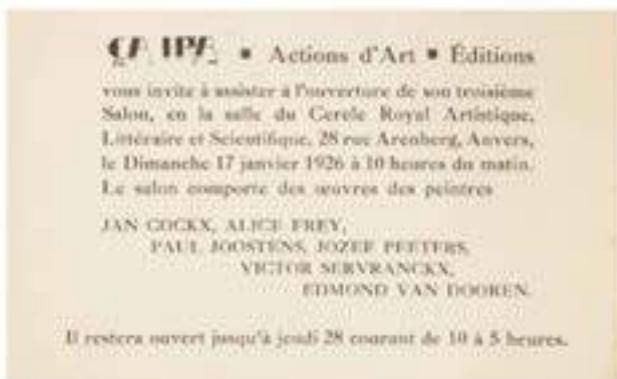 ÇA IRA ▪ Actions d'Art ▪ Éditions
vous invite à assister a l'ouverture de son troisième
Salon, en la salle du Cercle Royal Artistique,
Littéraire et Scientifique, 28 rue Arenberg, Anvers,
le Dimanche 17 janvier 1926 à 10 heures du matin.
Le salon comporte des œuvres des peintres
JAN COCKX, ALICE FREY,
PAUL JOOSTENS, JOZEF PEETERS,
VICTOR SERVRANCKX,
EDMOND VAN DOOREN.
Il restera ouvert jusqu'à jeudi 28 courant de 10 à 5 heures.